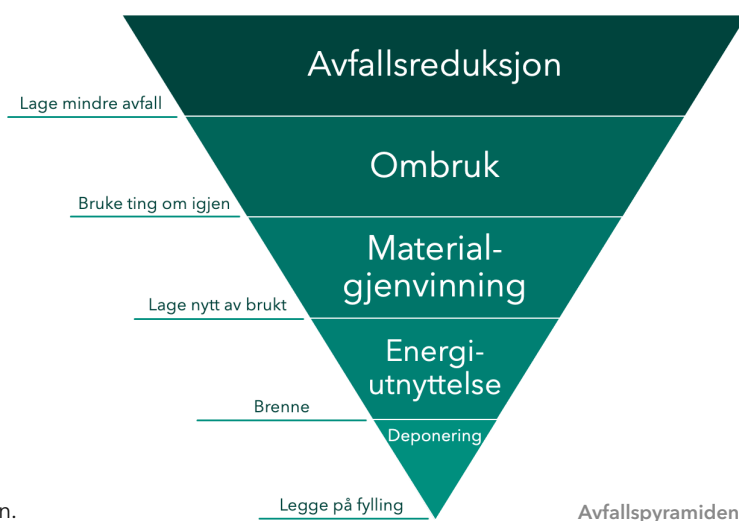 Avfallsreduksjon
Lage mindre avfall
Ombruk
Bruke ting om igjen
Material-
gjenvinning
Lage nytt av brukt
Energi-
utnyttelse
Brenne
Deponering
Legge på fylling
n.
Avfallspyramiden